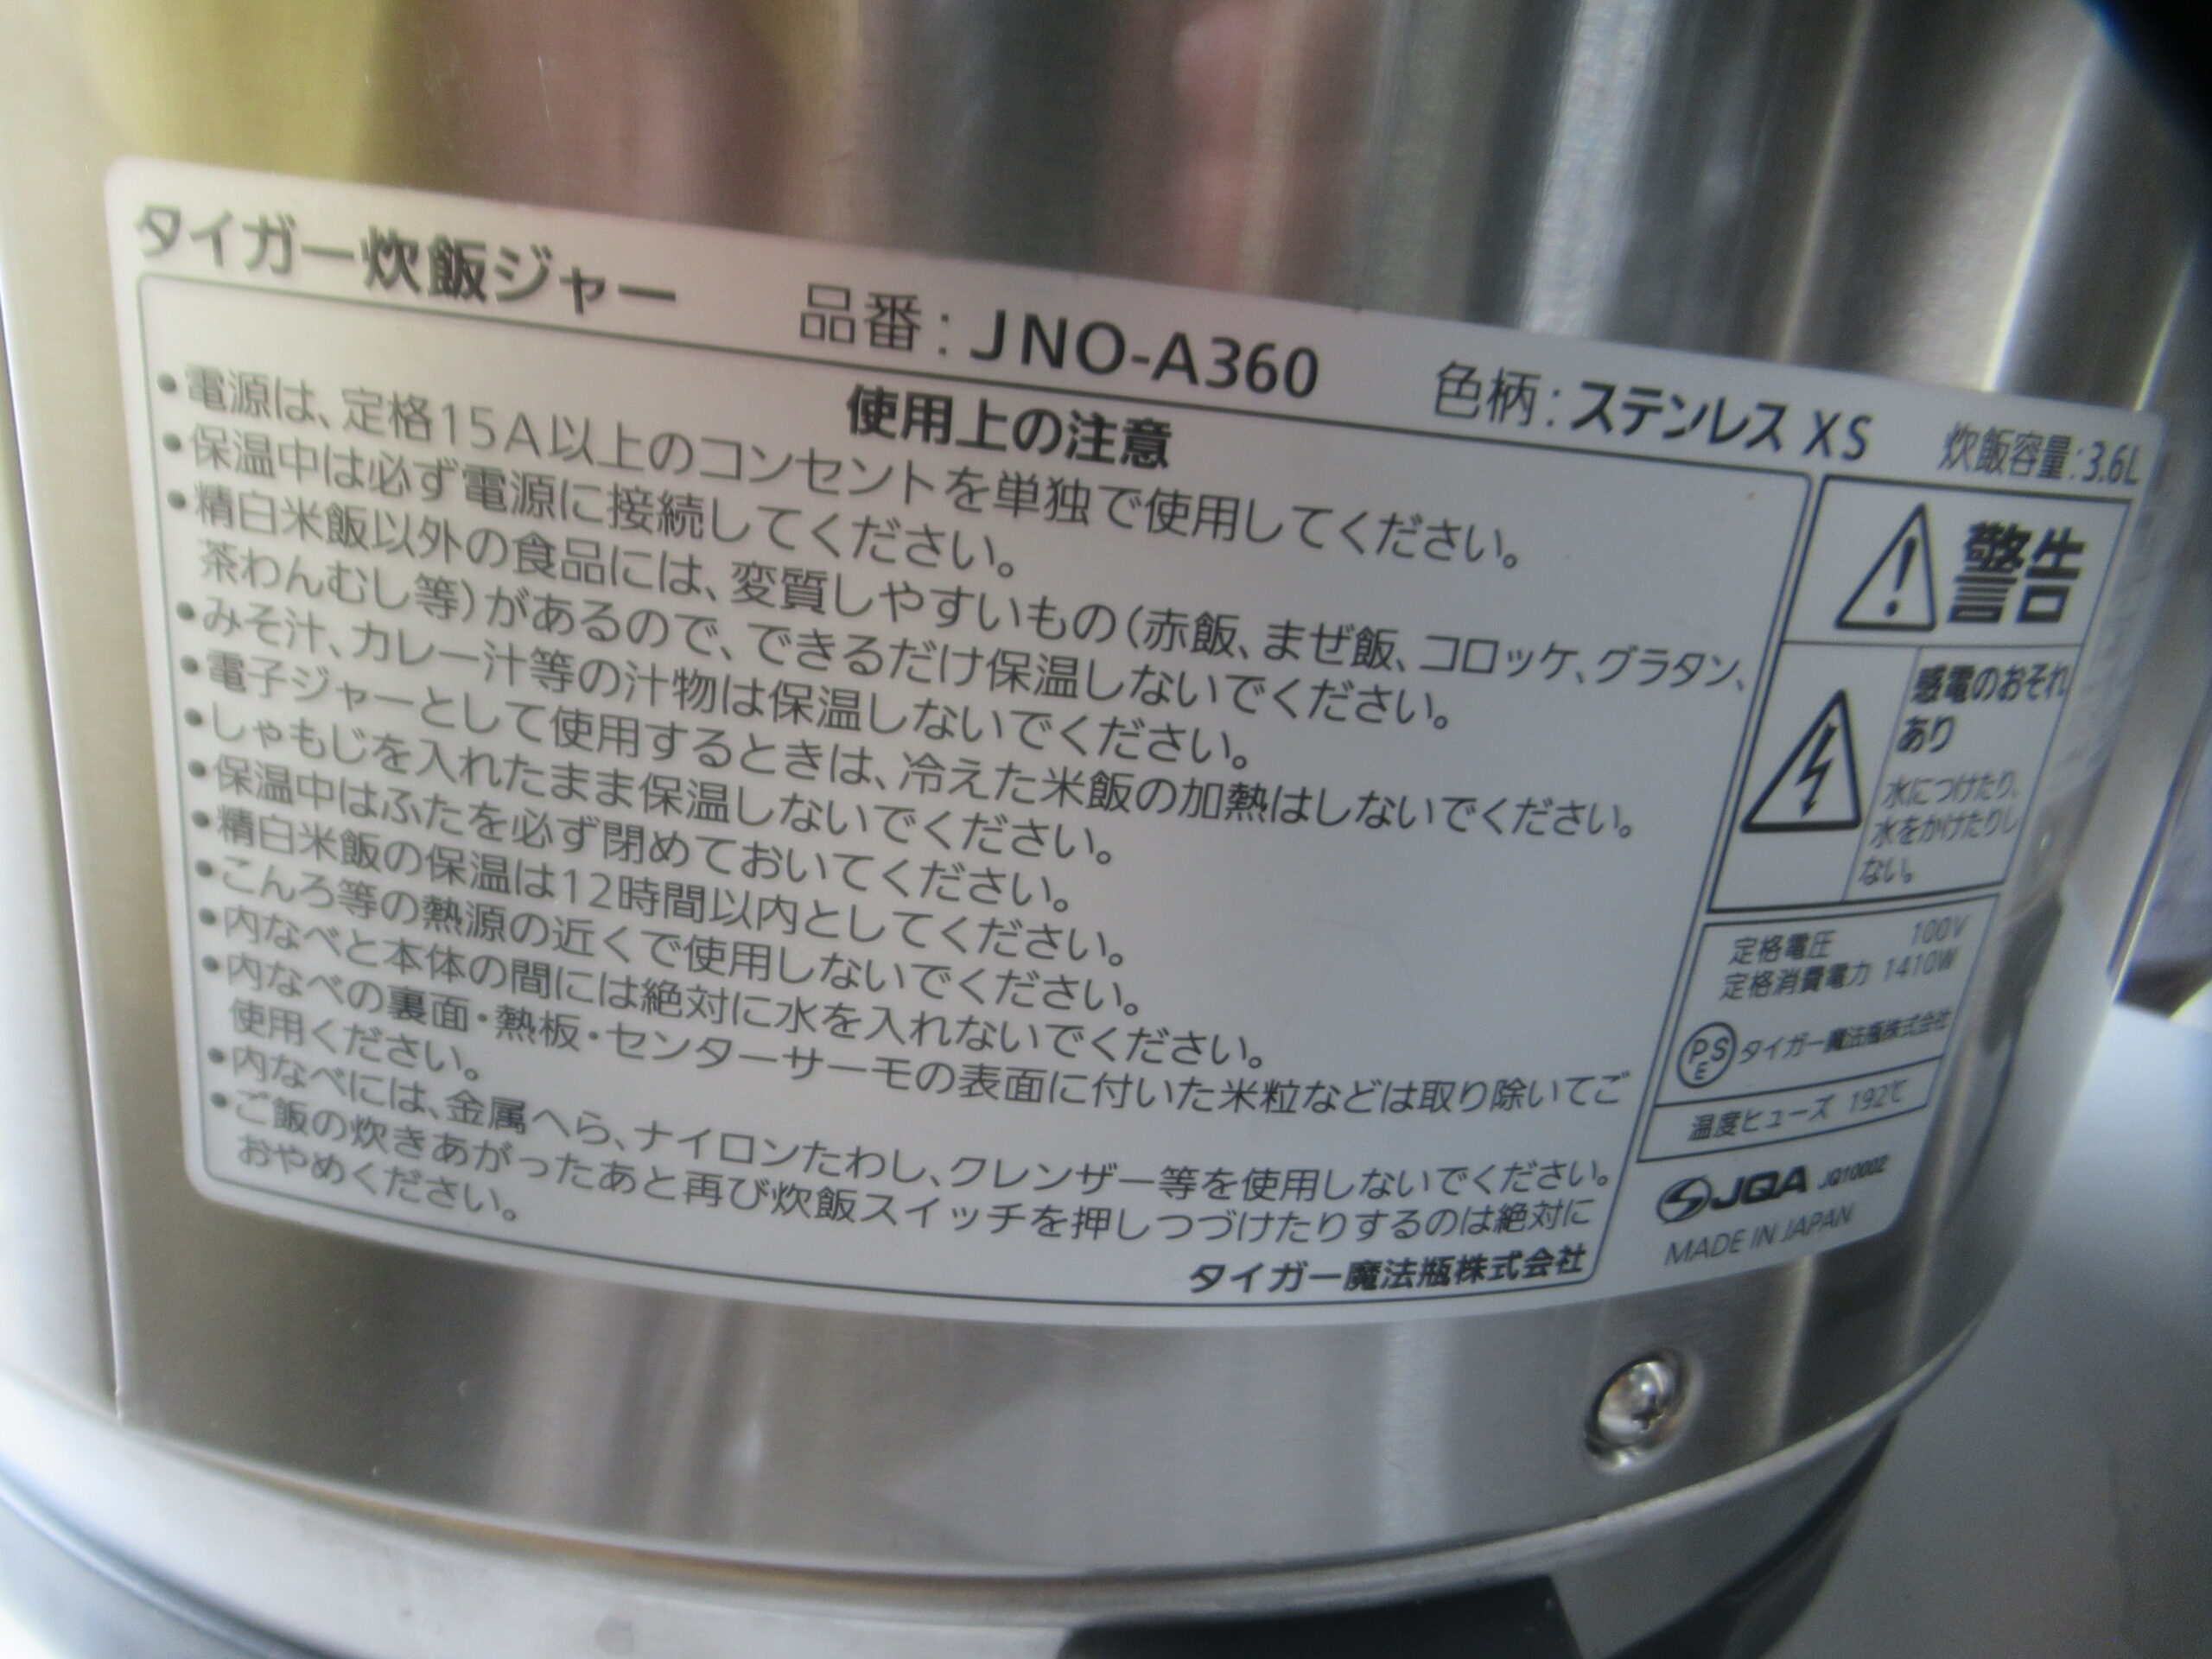 タイガー炊飯ジャー 品番：JNO-A360 色柄：ステンレス XS 炊飯容量：3.6L
使用上の注意
•電源は、定格15A以上のコンセントを単独で使用してください。
•保温中は必ず電源に接続してください。
•精白米飯以外の食品には、変質しやすいもの（赤飯、まぜ飯、コロッケ、グラタン、
茶わんむし等）があるので、できるだけ保温しないでください。
•みそ汁、カレー汁等の汁物は保温しないでください。
•電子ジャーとして使用するときは、冷えた米飯の加熱はしないでください。
•しゃもじを入れたまま保温しないでください。
•保温中はふたを必ず閉めておいてください。
•精白米飯の保温は12時間以内としてください。
•こんろ等の熱源の近くで使用しないでください。
•内なべと本体の間には絶対に水を入れないでください。
•内なべの裏面・熱板・センターサーモの表面に付いた米粒などは取り除いてご
使用ください。
•内なべには、金属へら、ナイロンたわし、クレンザー等を使用しないでください。
•ご飯の炊きあがったあと再び炊飯スイッチを押しつづけたりするのは絶対に
おやめください。
タイガー魔法瓶株式会社
警告
感電のおそれ
あり
水につけたり、
水をかけたりし
ない。
定格電圧 100V
定格消費電力 1410W
PSE タイガー魔法瓶株式会社
温度ヒューズ 192℃
JQA JQ10002
MADE IN JAPAN